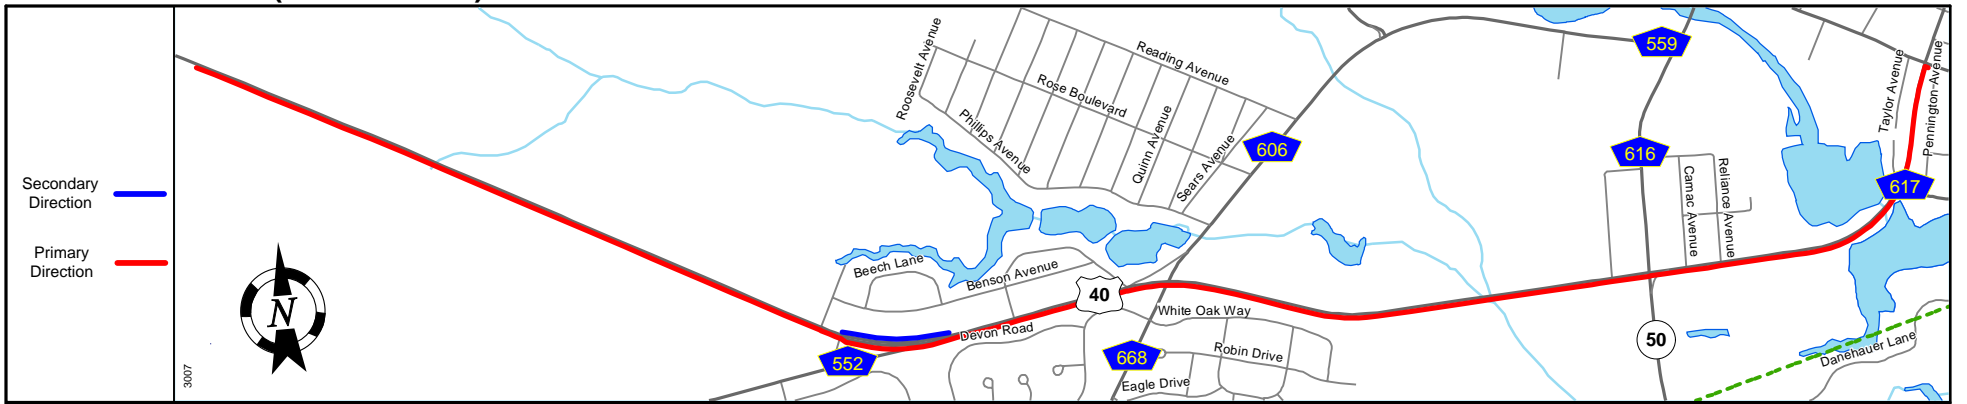 Secondary
Direction
Primary
Direction
3007
N
Roosevelt Avenue
Reading Avenue
Rose Boulevard
Phillips Avenue
Quinn Avenue
Sears Avenue
606
559
616
Taylor Avenue
Pennington Avenue
617
Camac Avenue
Reliance Avenue
Beech Lane
Benson Avenue
40
Devon Road
White Oak Way
552
668
Robin Drive
Eagle Drive
50
Danehauer Lane